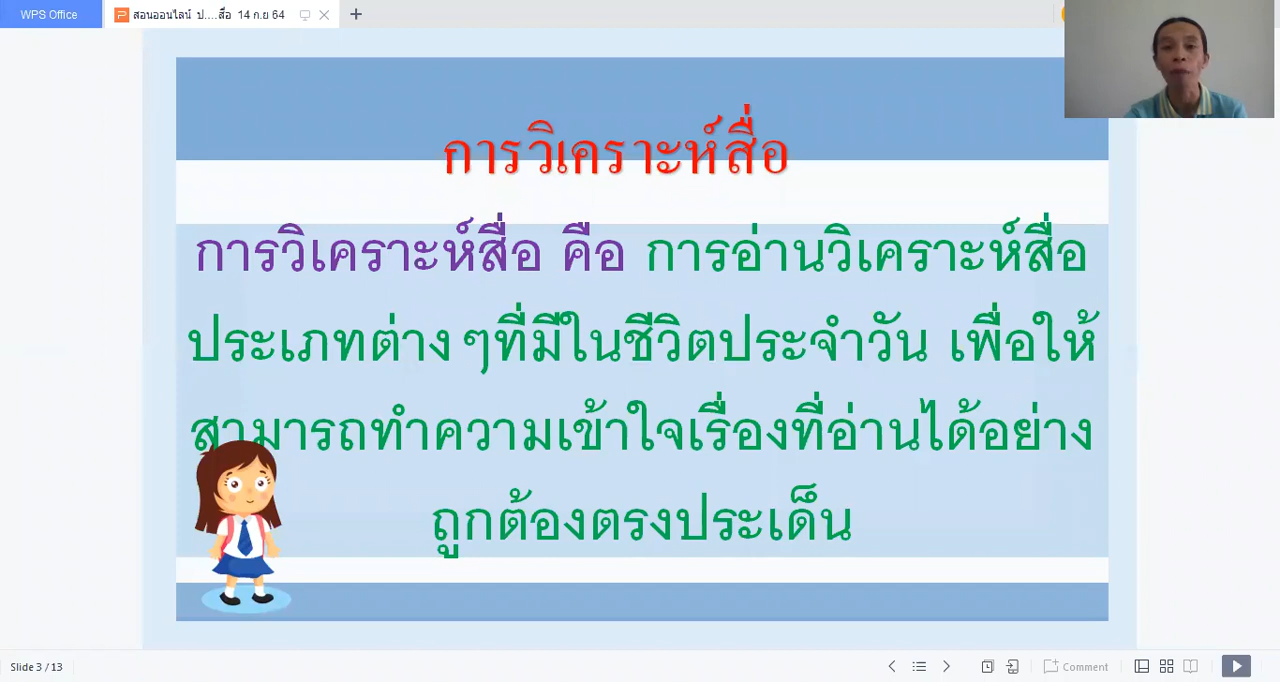 WPS Office
สอนออนไลน์ ป....สื่อ 14 ก.ย 64
การวิเคราะห์สื่อ
การวิเคราะห์สื่อ คือ การอ่านวิเคราะห์สื่อ
ประเภทต่าง ๆที่มีในชีวิตประจำวัน เพื่อให้
สามารถทำความเข้าใจเรื่องที่อ่านได้อย่าง
ถูกต้องตรงประเด็น
Slide 3 / 13
Comment